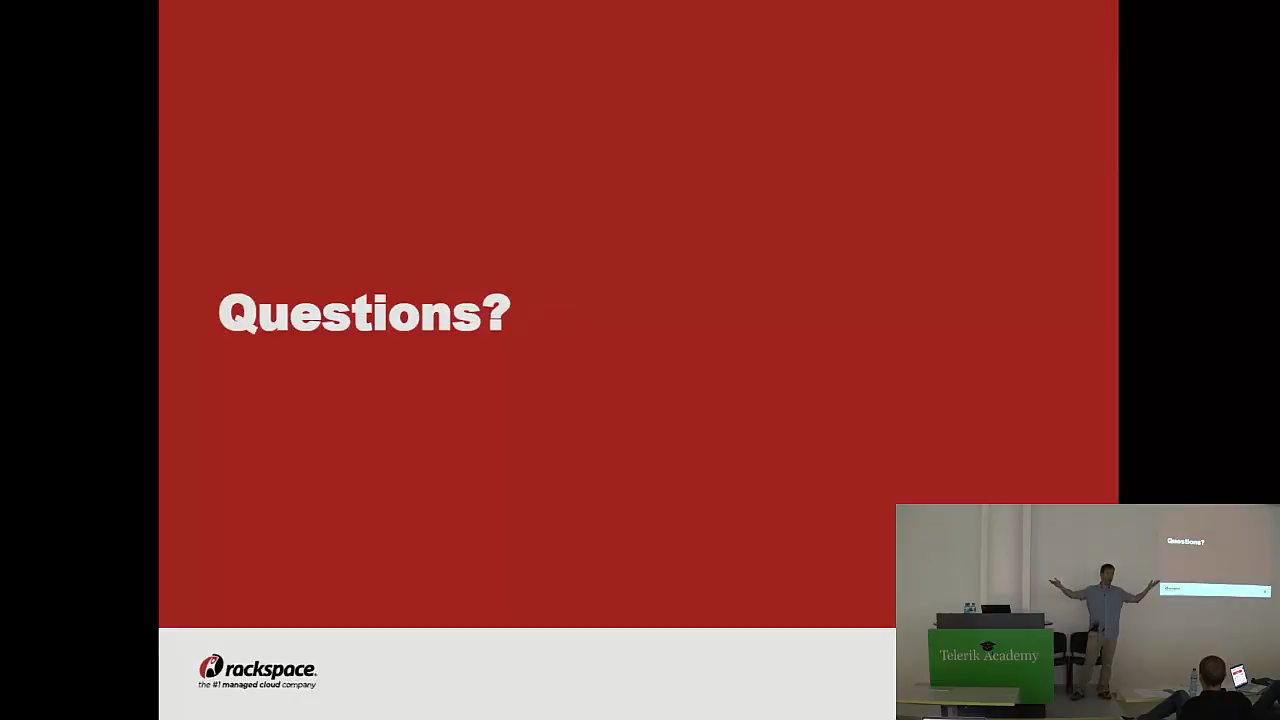 Questions?
rackspace.
the #1 managed cloud company
Questions?
Telerik Academy